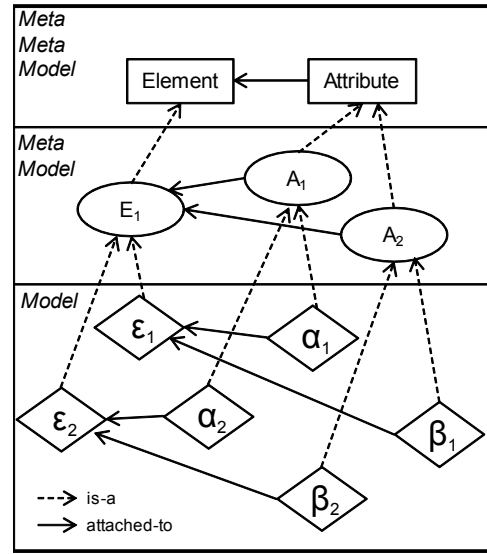 Meta
Meta
Model
Element
Attribute
Meta
Model
E₁
A₁
A₂
Model
ε₁
α₁
ε₂
α₂
β₁
β₂
is-a
attached-to